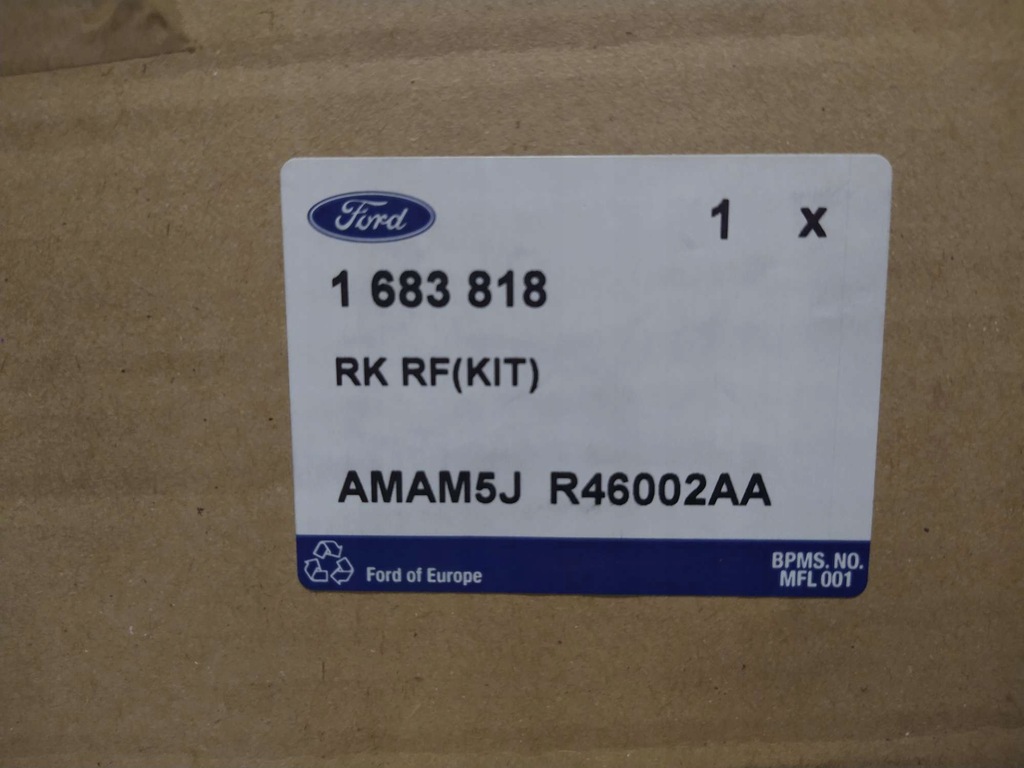 Ford 1 x
1 683 818
RK RF(KIT)
AMAM5J R46002AA
Ford of Europe
BPMS. NO.
MFL 001